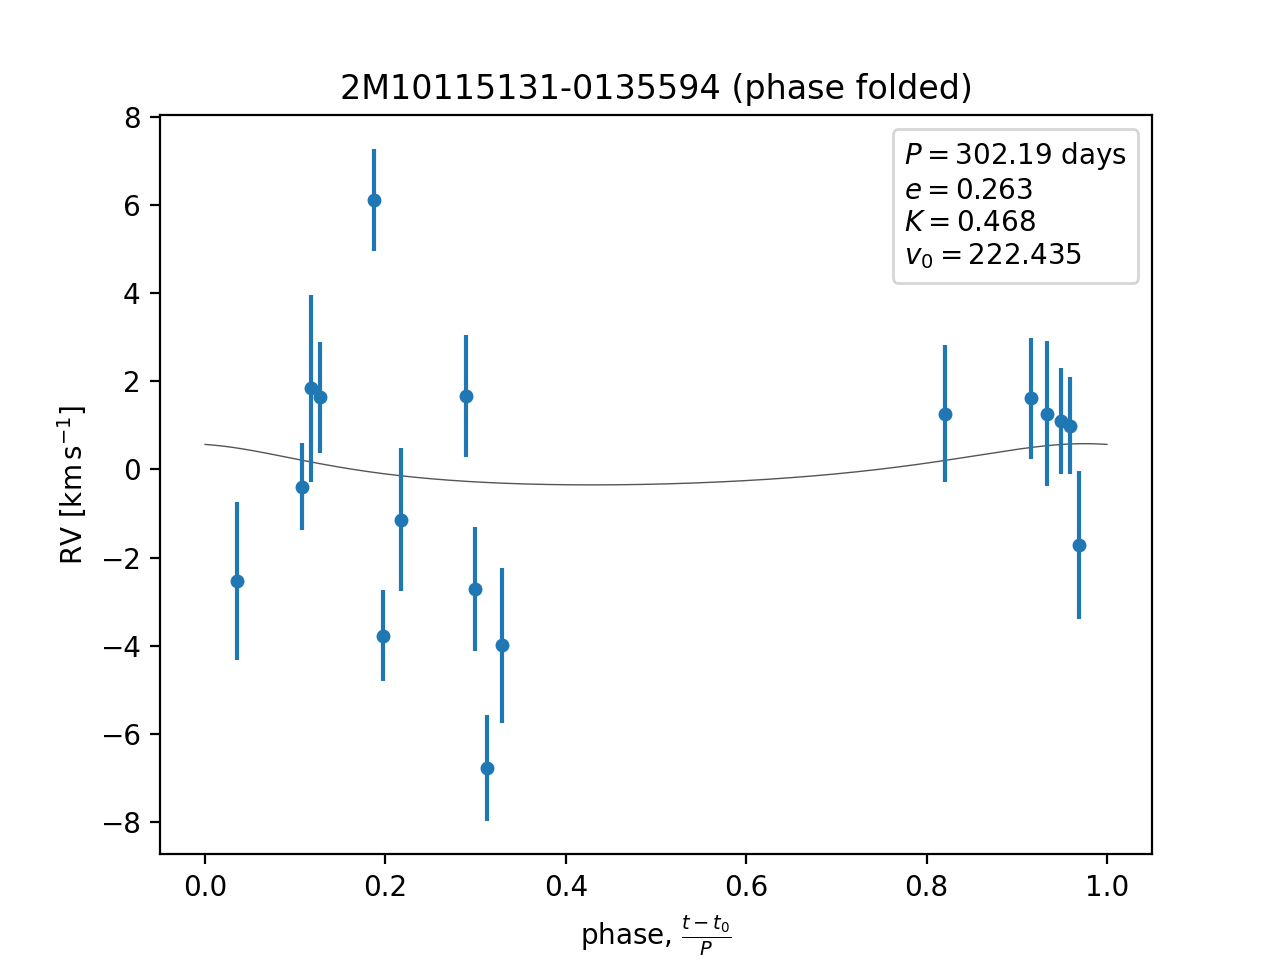 2M10115131-0135594 (phase folded)
P = 302.19 days
e = 0.263
K = 0.468
v₀ = 222.435
8
6
4
2
0
−2
−4
−6
−8
RV [km s⁻¹]
0.0 0.2 0.4 0.6 0.8 1.0
phase, (t − t₀)/P